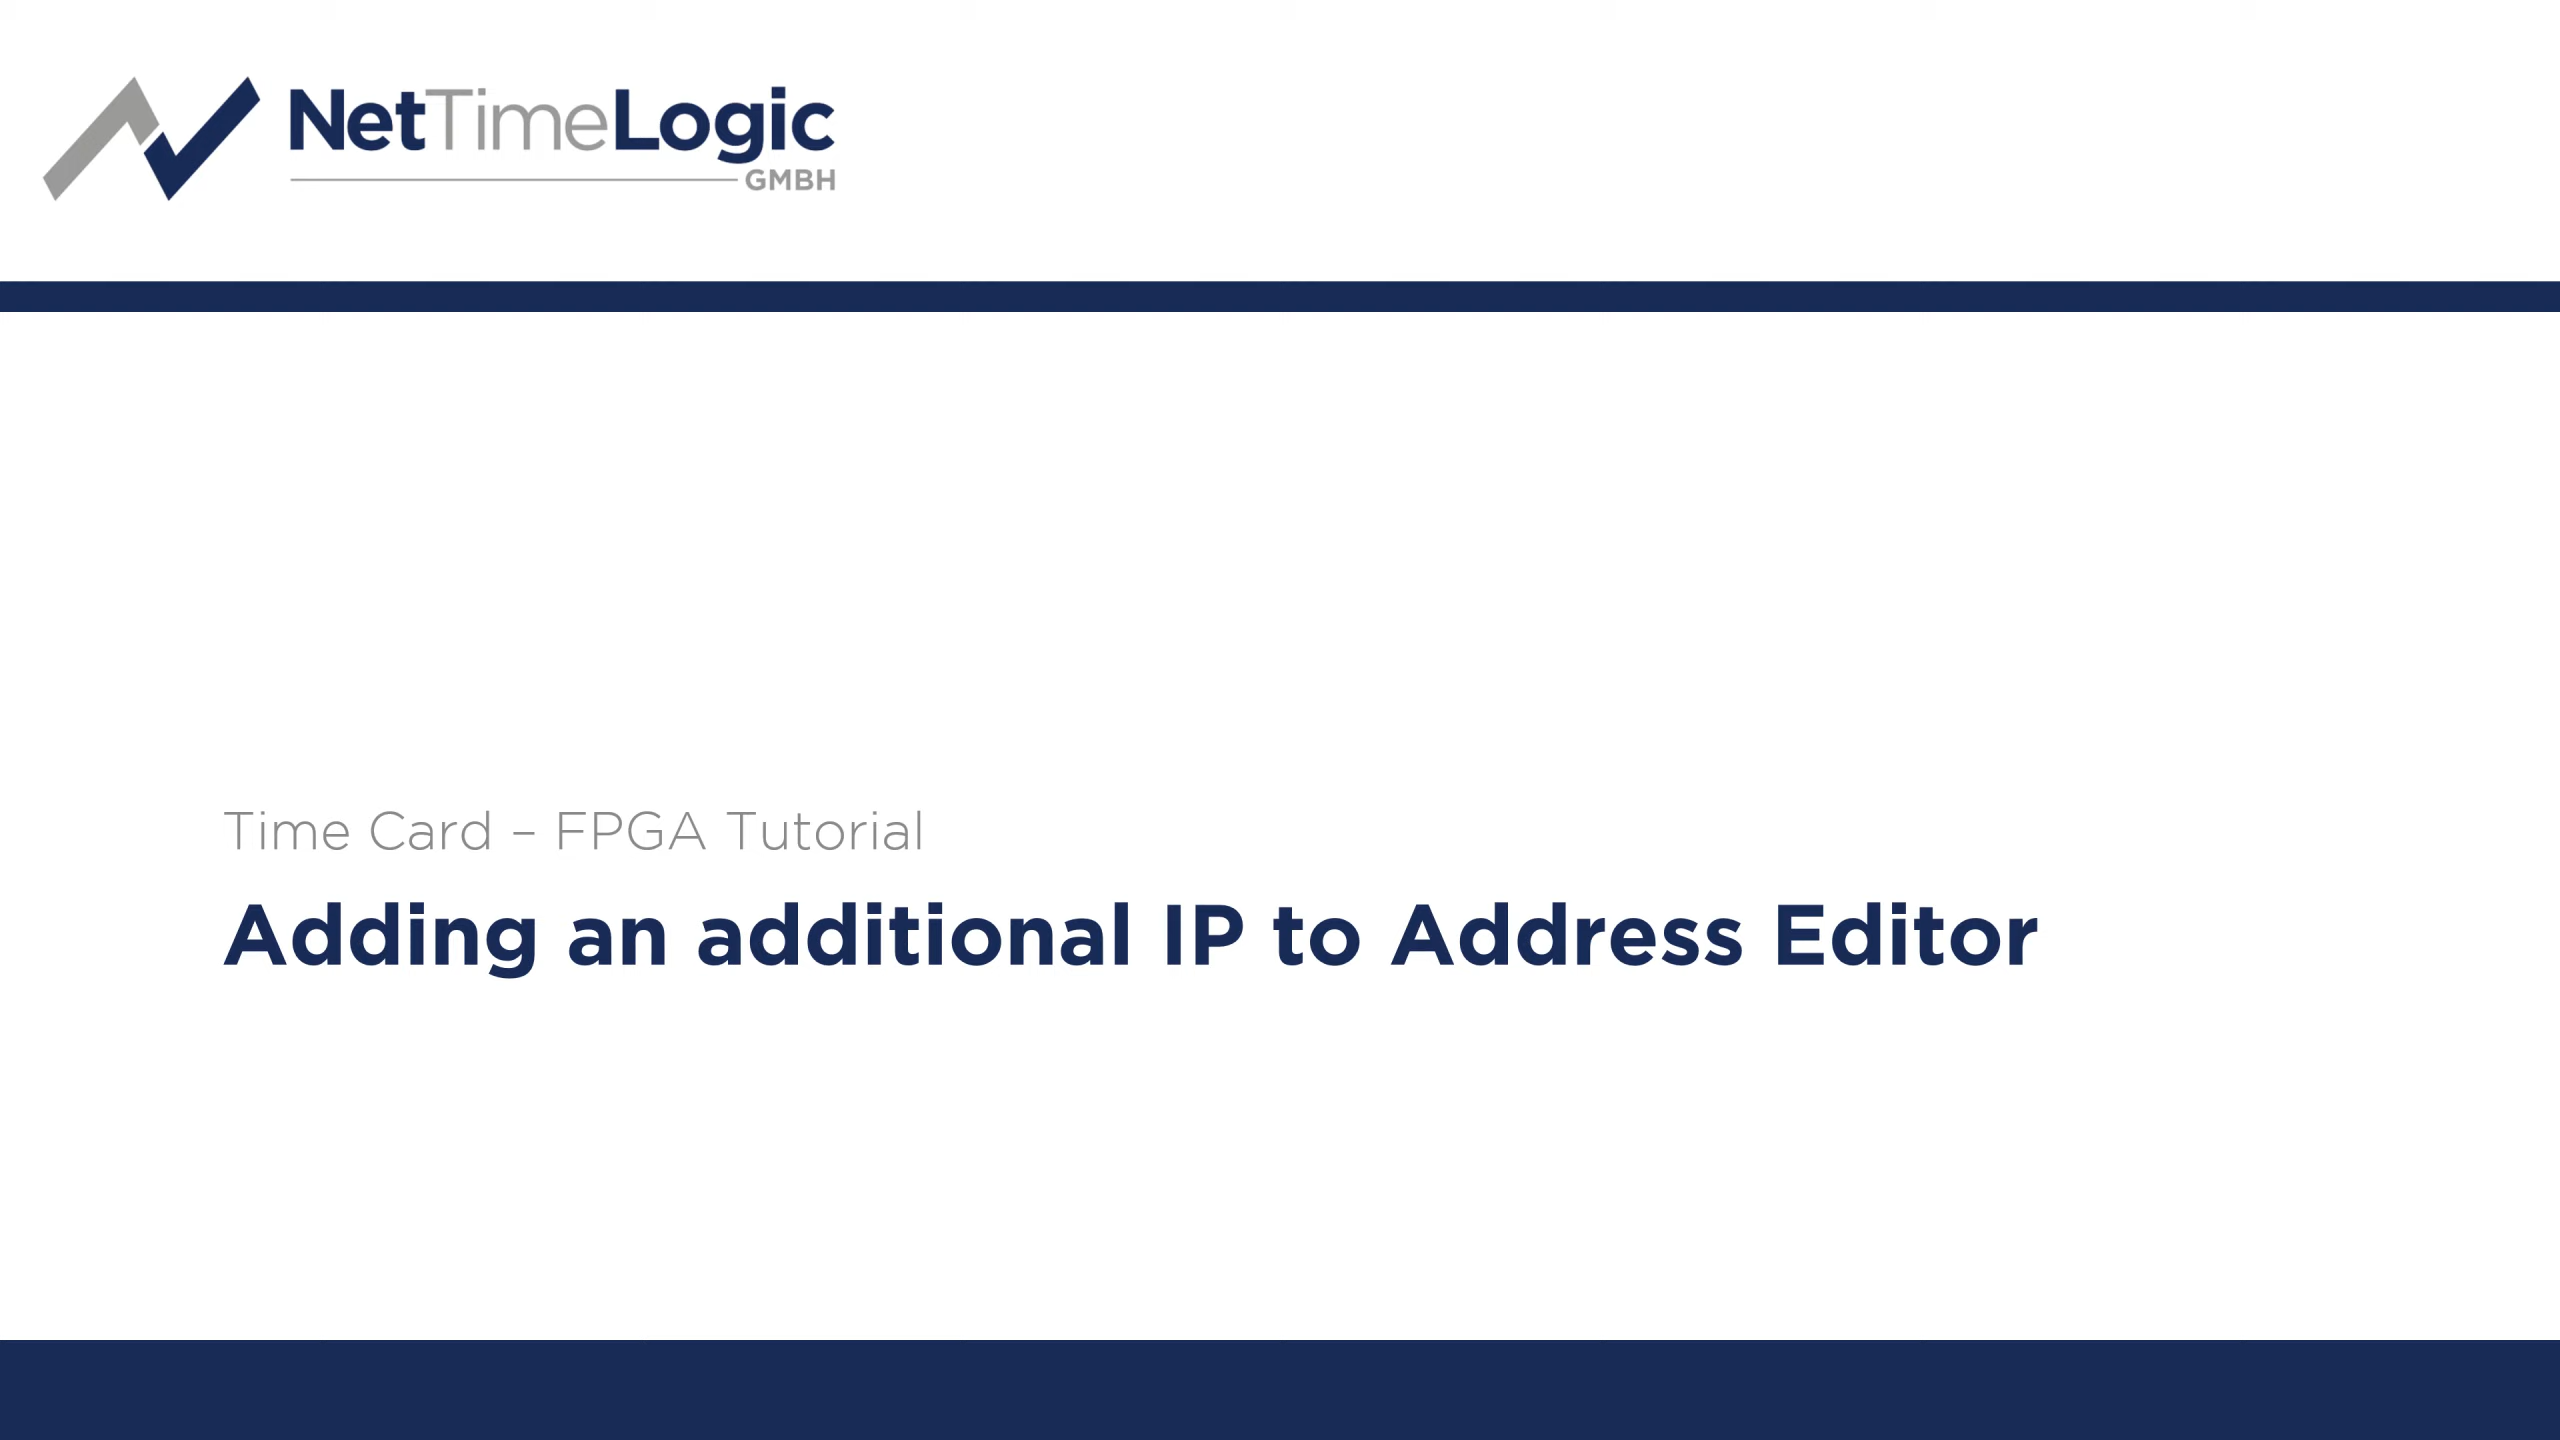 NetTimeLogic
GMBH
Time Card – FPGA Tutorial
Adding an additional IP to Address Editor